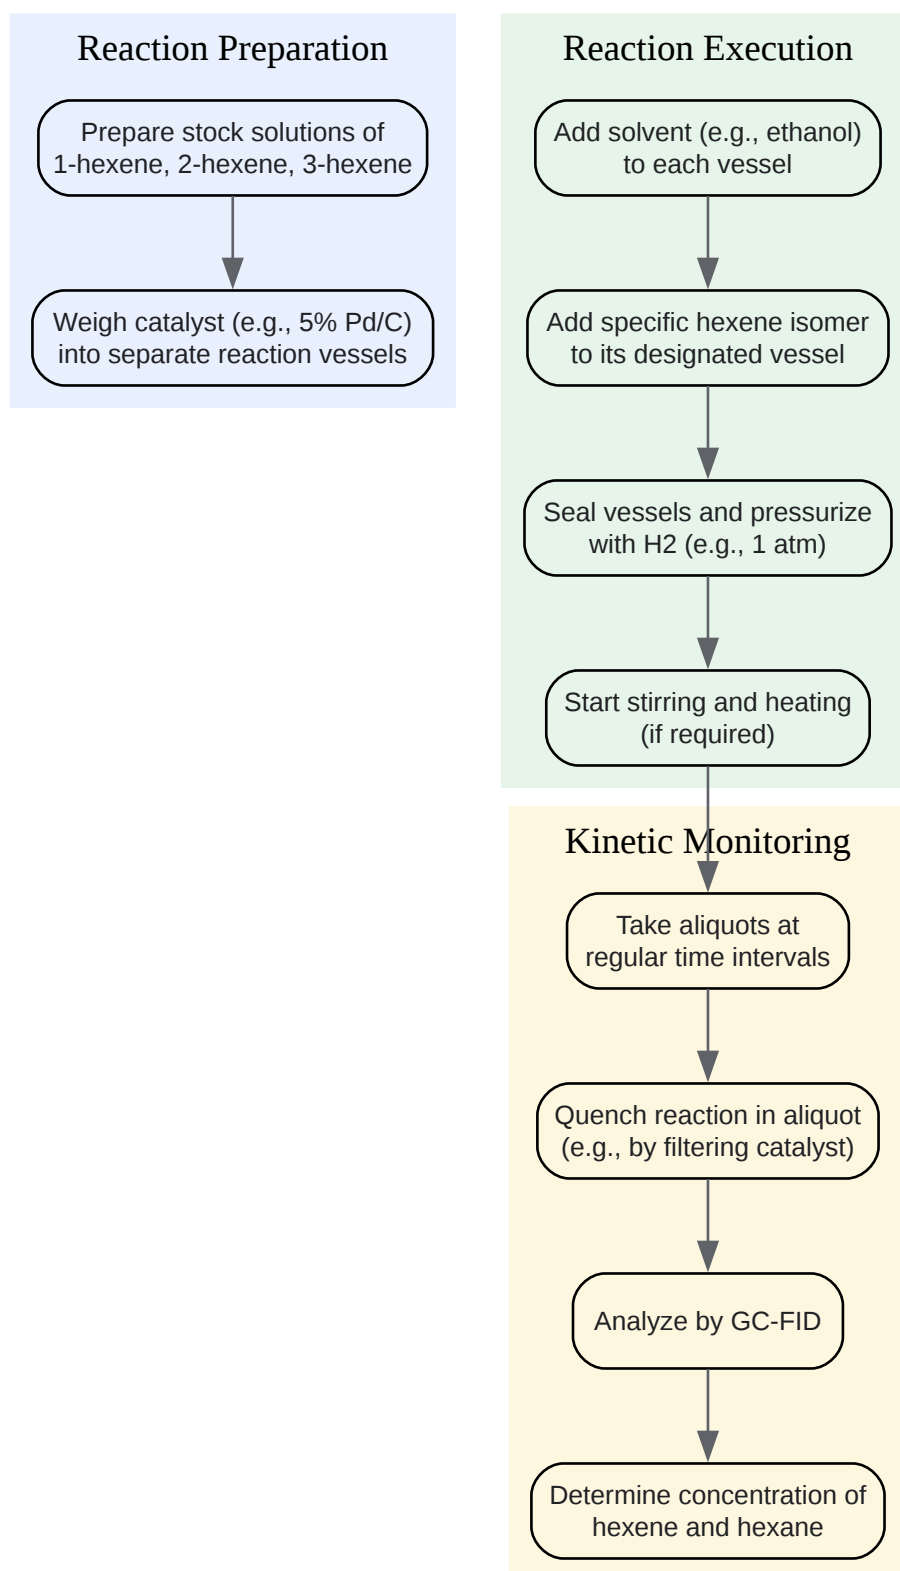 Reaction Preparation
Prepare stock solutions of
1-hexene, 2-hexene, 3-hexene
Weigh catalyst (e.g., 5% Pd/C)
into separate reaction vessels
Reaction Execution
Add solvent (e.g., ethanol)
to each vessel
Add specific hexene isomer
to its designated vessel
Seal vessels and pressurize
with H2 (e.g., 1 atm)
Start stirring and heating
(if required)
Kinetic Monitoring
Take aliquots at
regular time intervals
Quench reaction in aliquot
(e.g., by filtering catalyst)
Analyze by GC-FID
Determine concentration of
hexene and hexane